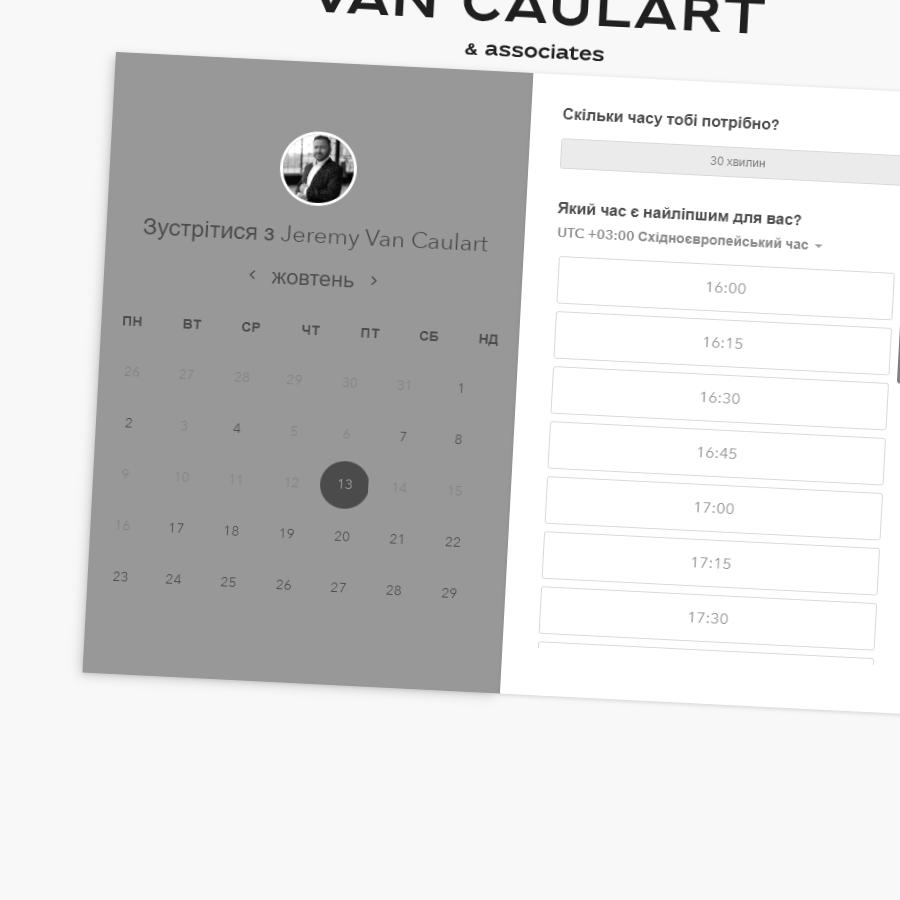 VAN CAULART
& associates
Зустрітися з Jeremy Van Caulart
жовтень
ПН ВТ СР ЧТ ПТ СБ НД
26 27 28 29 30 31 1
2 3 4 5 6 7 8
9 10 11 12 13 14 15
16 17 18 19 20 21 22
23 24 25 26 27 28 29
Скільки часу тобі потрібно?
30 хвилин
Який час є найліпшим для вас?
UTC +03:00 Східноєвропейський час
16:00
16:15
16:30
16:45
17:00
17:15
17:30